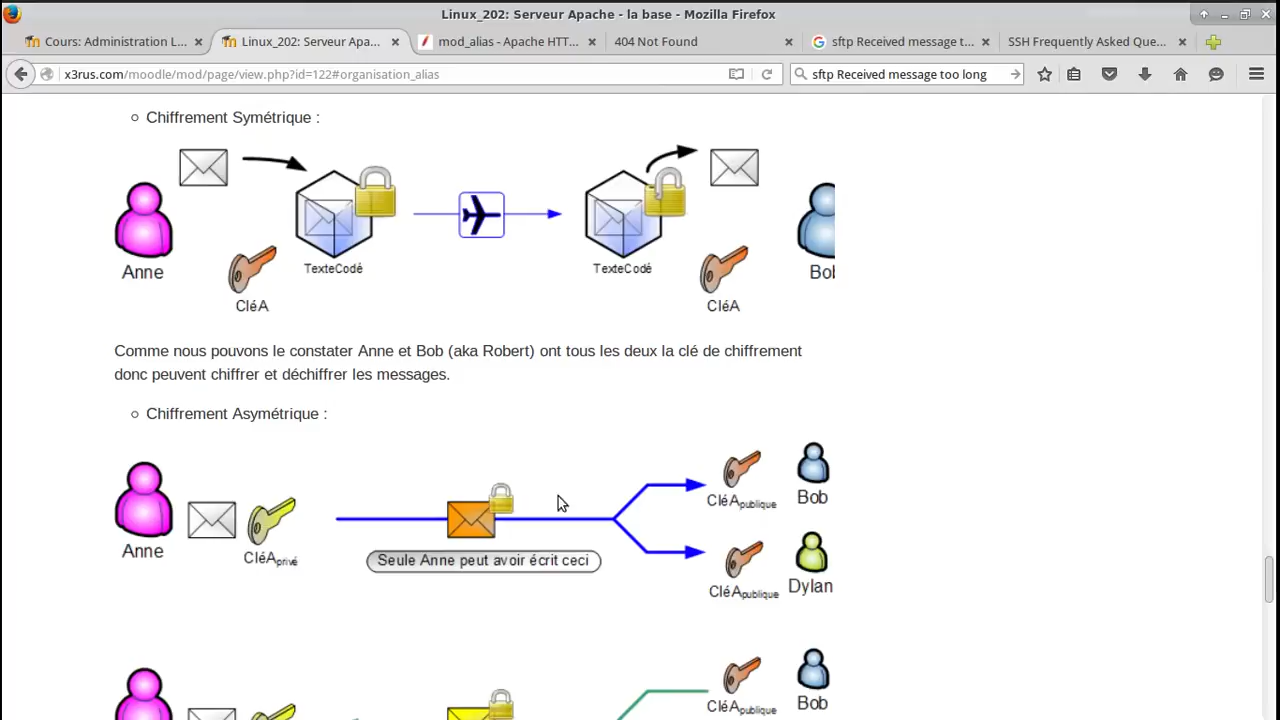 Linux_202: Serveur Apache - la base - Mozilla Firefox
Cours: Administration L...
Linux_202: Serveur Apa...
mod_alias - Apache HTT...
404 Not Found
sftp Received message t...
SSH Frequently Asked Que...
x3rus.com/moodle/mod/page/view.php?id=122#organisation_alias
sftp Received message too long
Chiffrement Symétrique :
Anne
CléA
TexteCodé
TexteCodé
CléA
Bob
Comme nous pouvons le constater Anne et Bob (aka Robert) ont tous les deux la clé de chiffrement
donc peuvent chiffrer et déchiffrer les messages.
Chiffrement Asymétrique :
Anne
CléAprivé
Seule Anne peut avoir écrit ceci
CléApublique
Bob
CléApublique
Dylan
CléApublique
Bob